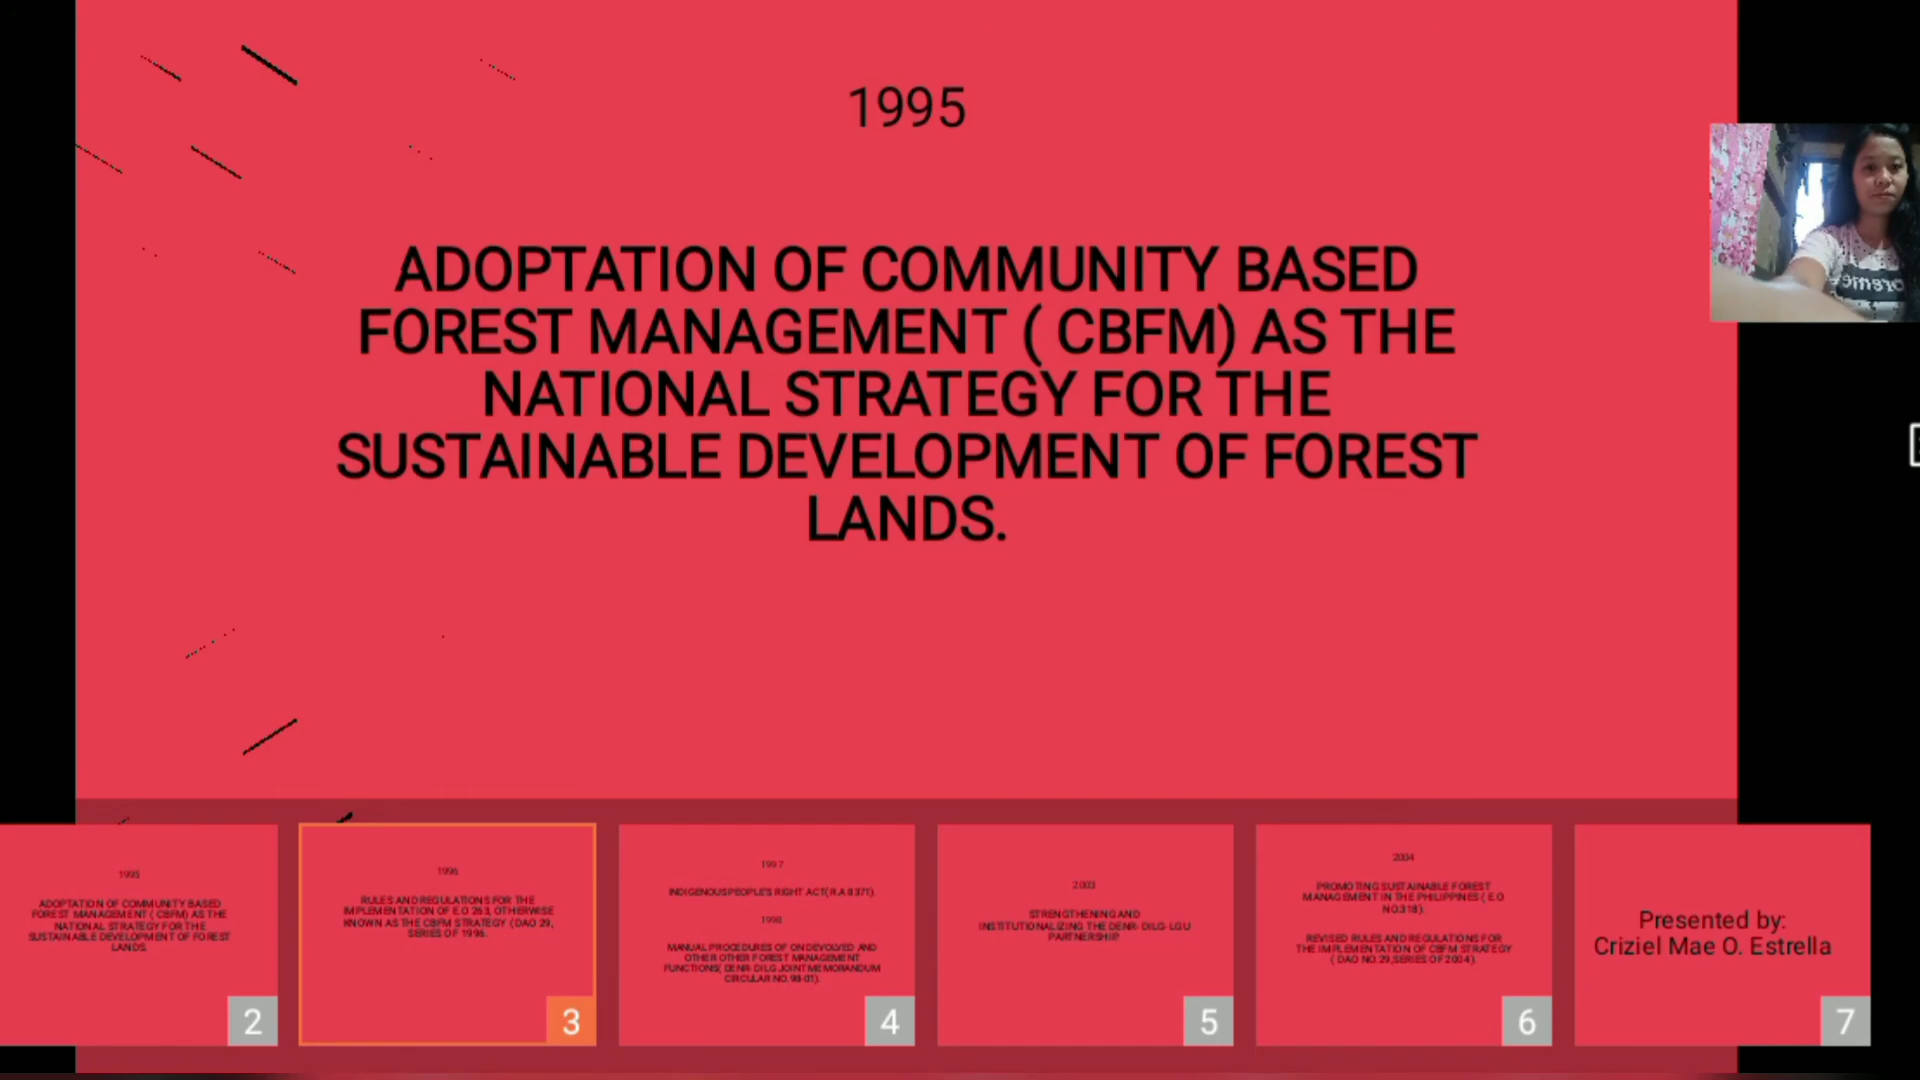 1995
ADOPTATION OF COMMUNITY BASED
FOREST MANAGEMENT ( CBFM) AS THE
NATIONAL STRATEGY FOR THE
SUSTAINABLE DEVELOPMENT OF FOREST
LANDS.
1995
ADOPTATION OF COMMUNITY BASED
FOREST MANAGEMENT ( CBFM) AS THE
NATIONAL STRATEGY FOR THE
SUSTAINABLE DEVELOPMENT OF FOREST
LANDS.
2
1996
RULES AND REGULATIONS FOR THE
IMPLEMENTATION OF E.O 263, OTHERWISE
KNOWN AS THE CBFM STRATEGY ( DAO 29,
SERIES OF 1996.
3
1997
INDIGENOUS PEOPLE'S RIGHT ACT( R.A 8371).
1998
MANUAL PROCEDURES OF ON DEVOLVED AND
OTHER OTHER FOREST MANAGEMENT
FUNCTIONS( DENR- DILG JOINT MEMORANDUM
CIRCULAR NO. 98-01).
4
2003
STRENGTHENING AND
INSTITUTIONALIZING THE DENR- DILG- LGU
PARTNERSHIP.
5
2004
PROMOTING SUSTAINABLE FOREST
MANAGEMENT IN THE PHILIPPINES ( E.O
NO.318).
REVISED RULES AND REGULATIONS FOR
THE IMPLEMENTATION OF CBFM STRATEGY
( DAO NO.29,SERIES OF 2004).
6
Presented by:
Criziel Mae O. Estrella
7